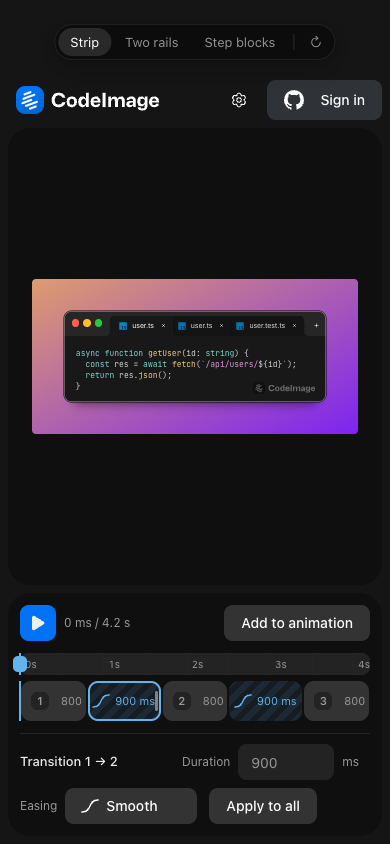 Strip Two rails Step blocks
CodeImage Sign in
user.ts × user.ts × user.test.ts × +
async function getUser(id: string) {
const res = await fetch(`/api/users/${id}`);
return res.json();
}
CodeImage
0 ms / 4.2 s Add to animation
0s 1s 2s 3s 4s
1 800 900 ms 2 800 900 ms 3 800
Transition 1 → 2 Duration 900 ms
Easing Smooth Apply to all